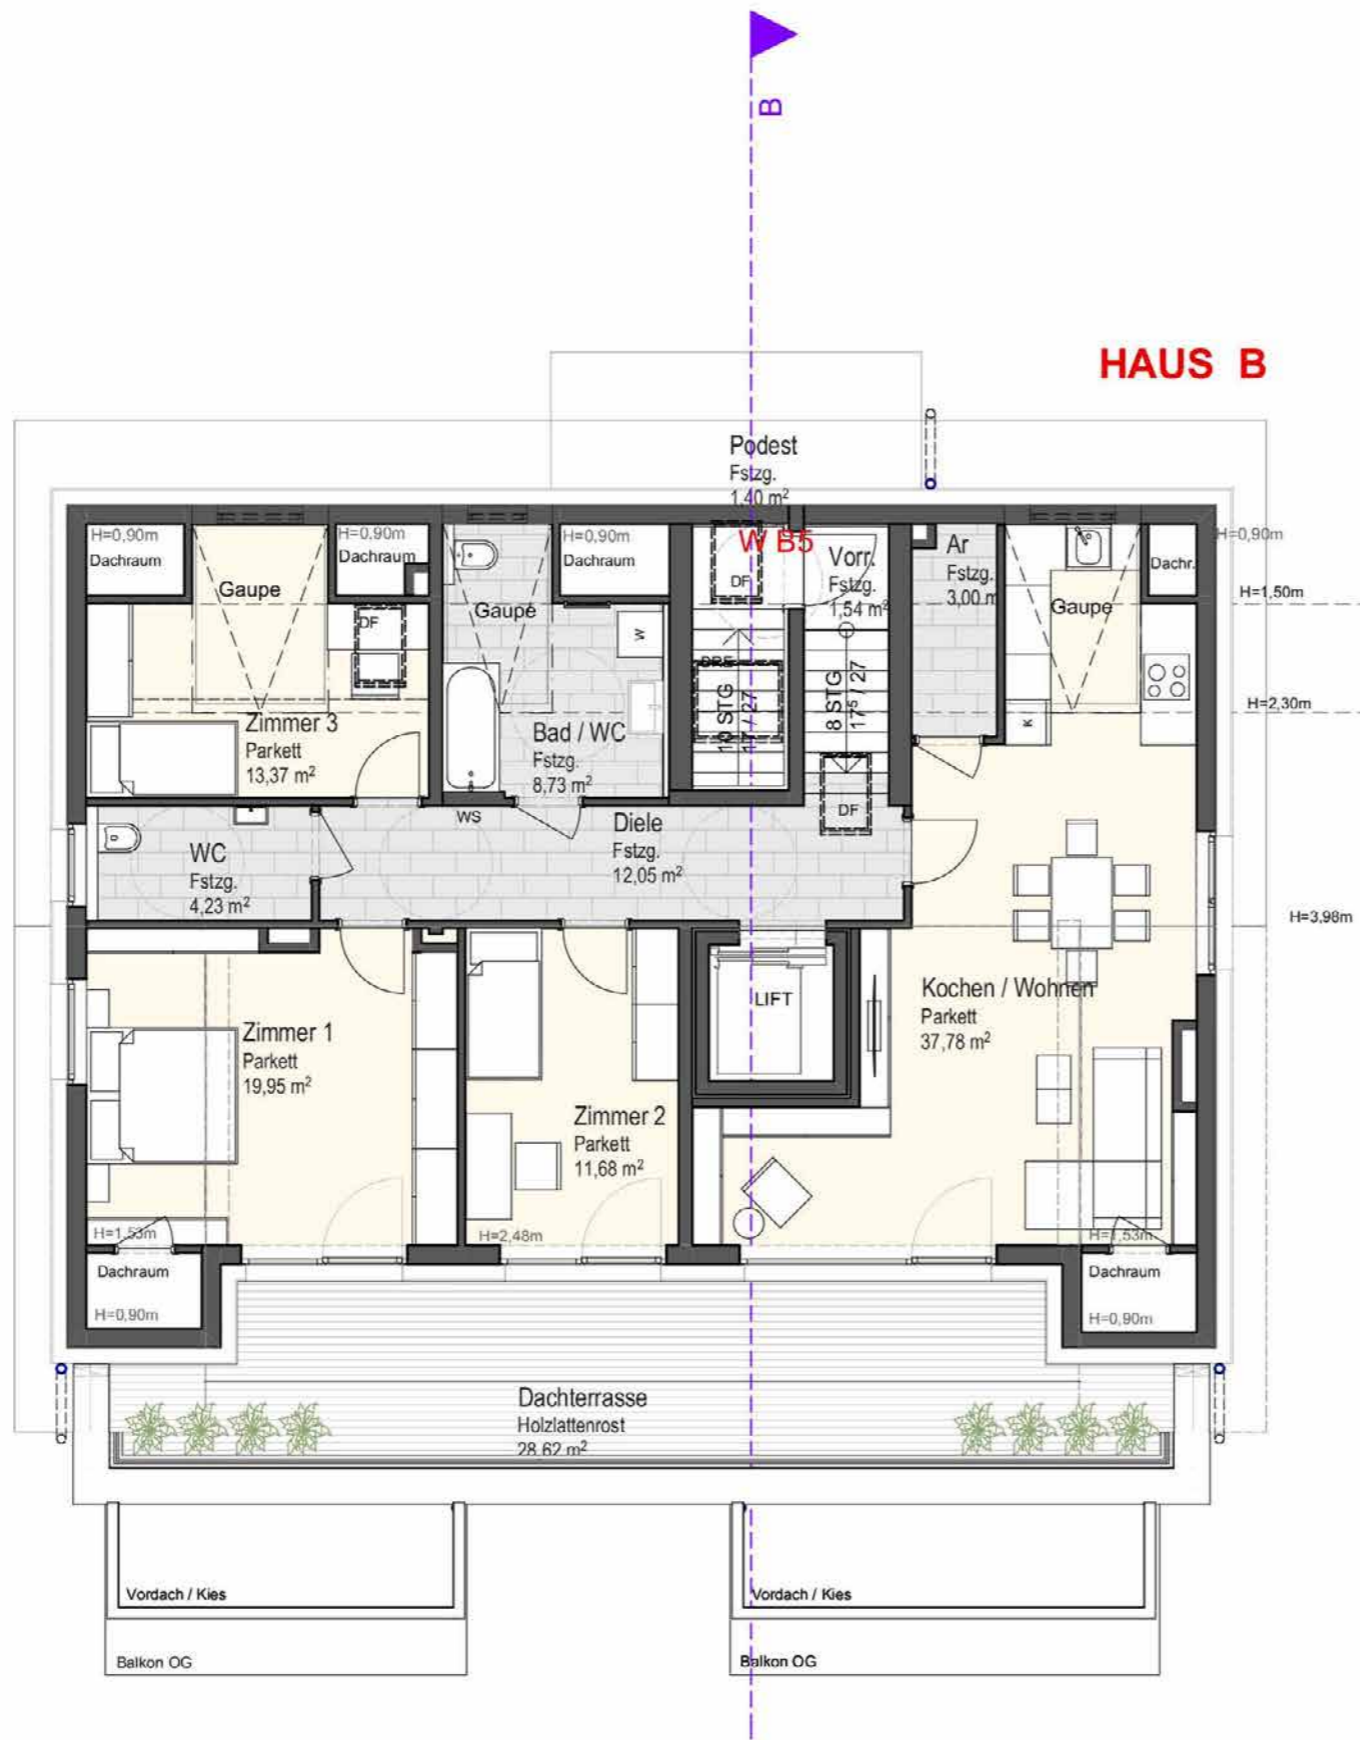 B
HAUS B
Podest
Fstzg.
1,40 m²
W B5
H=0,90m
Dachraum
Gaupe
H=0,90m
Dachraum
H=0,90m
Dachraum
DF
Vorr.
Fstzg.
1,54 m²
Ar
Fstzg.
3,00 m
Dachr.
H=0,90m
H=1,50m
Gaupe
Gaupe
DF
W
DRE
10 STG
17 / 27
8 STG
17⁵ / 27
K
H=2,30m
Zimmer 3
Parkett
13,37 m²
Bad / WC
Fstzg.
8,73 m²
WS
DF
WC
Fstzg.
4,23 m²
Diele
Fstzg.
12,05 m²
H=3,98m
LIFT
Kochen / Wohnen
Parkett
37,78 m²
Zimmer 1
Parkett
19,95 m²
Zimmer 2
Parkett
11,68 m²
H=1,53m
H=2,48m
H=1,53m
Dachraum
H=0,90m
Dachraum
H=0,90m
Dachterrasse
Holzlattenrost
28,62 m²
Vordach / Kies
Vordach / Kies
Balkon OG
Balkon OG